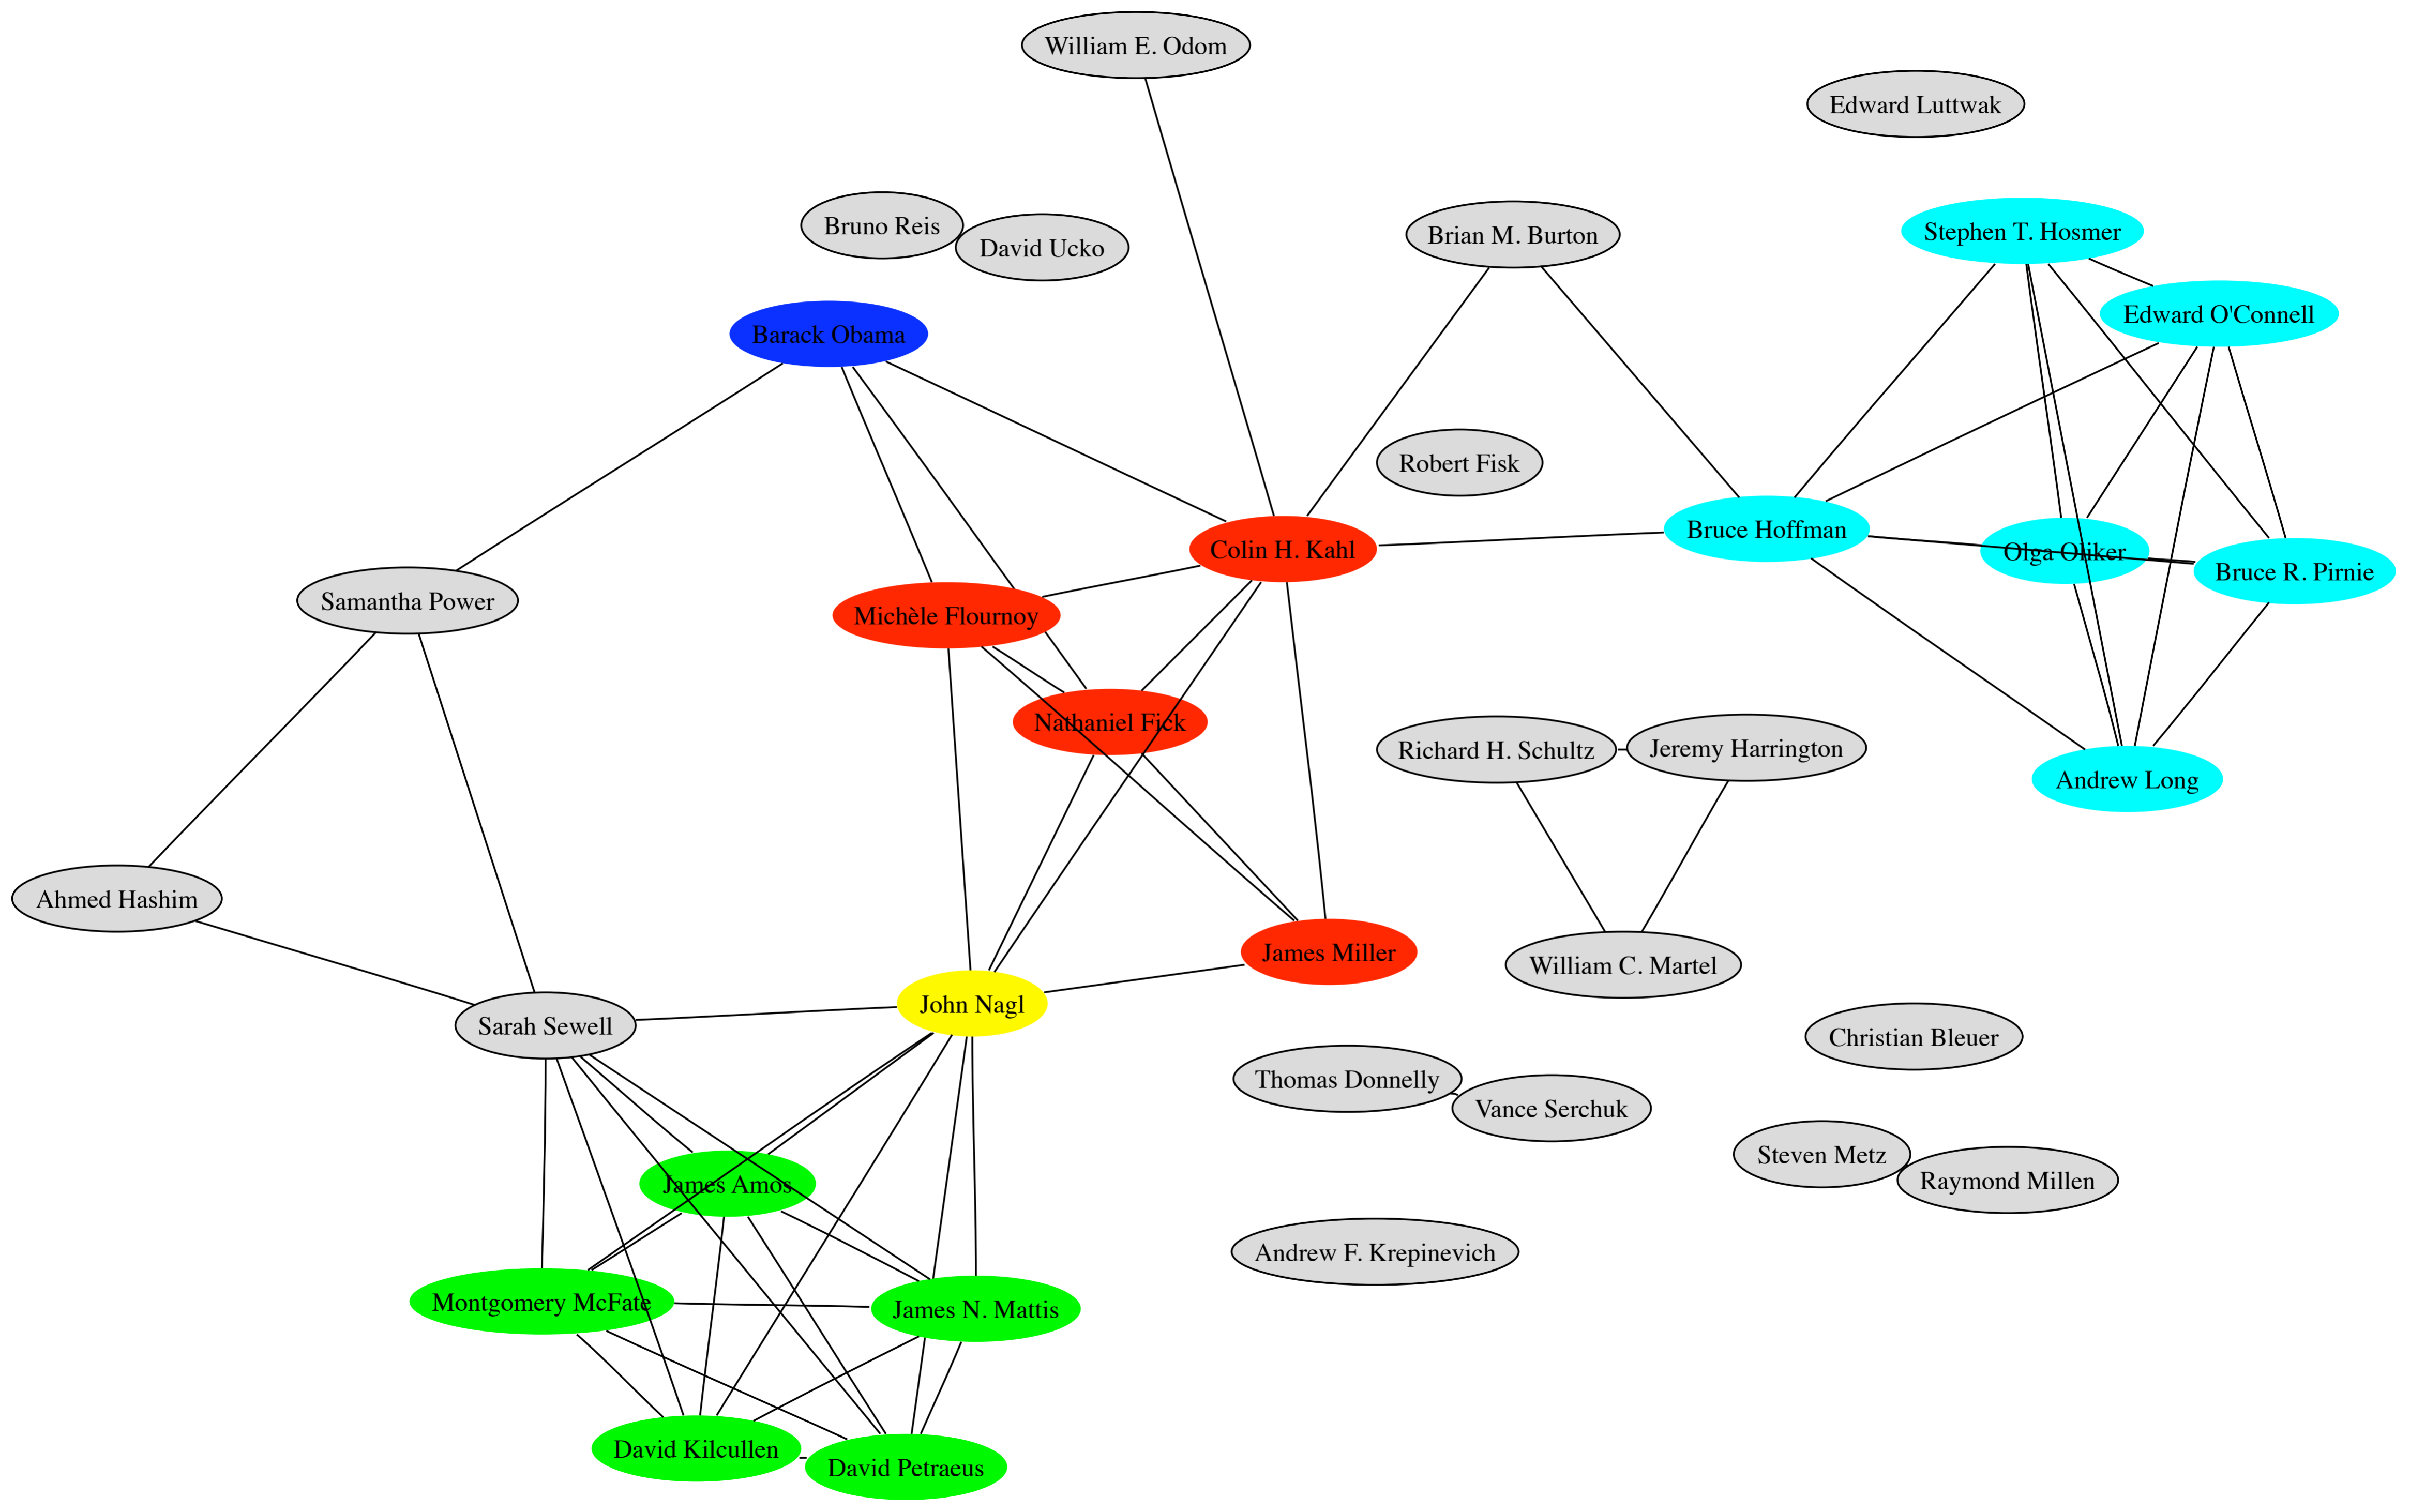 William E. Odom
Edward Luttwak
Bruno Reis
Stephen T. Hosmer
Brian M. Burton
David Ucko
Edward O'Connell
Barack Obama
Robert Fisk
Bruce Hoffman
Colin H. Kahl
Olga Oliker
Bruce R. Pirnie
Samantha Power
Michèle Flournoy
Nathaniel Fick
Richard H. Schultz
Jeremy Harrington
Andrew Long
Ahmed Hashim
James Miller
William C. Martel
John Nagl
Sarah Sewell
Christian Bleuer
Thomas Donnelly
Vance Serchuk
Steven Metz
Raymond Millen
James Amos
Andrew F. Krepinevich
Montgomery McFate
James N. Mattis
David Kilcullen
David Petraeus